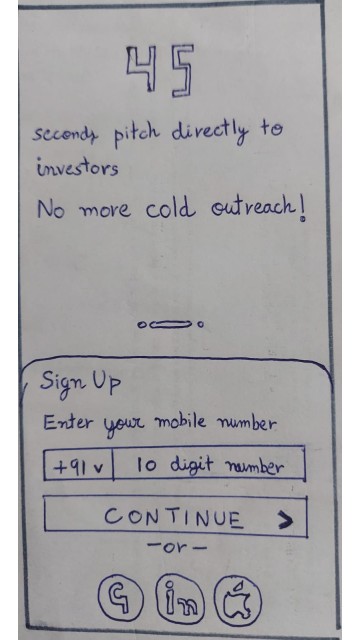 45
seconds pitch directly to
investors
No more cold outreach!
Sign Up
Enter your mobile number
+91 v 10 digit number
CONTINUE >
-or-
G in